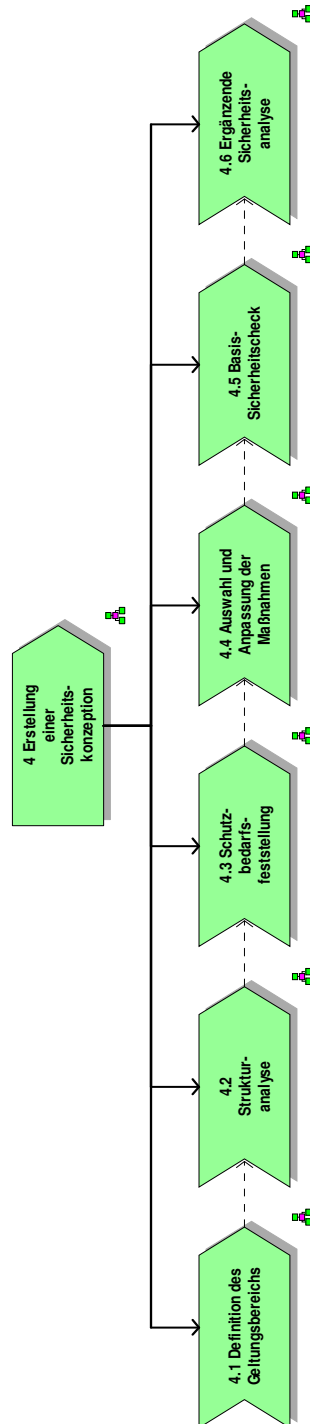 4 Erstellung
einer
Sicherheits-
konzeption
4.1 Definition des
Geltungsbereichs
4.2
Struktur-
analyse
4.3 Schutz-
bedarfs-
feststellung
4.4 Auswahl und
Anpassung der
Maßnahmen
4.5 Basis-
Sicherheitscheck
4.6 Ergänzende
Sicherheits-
analyse